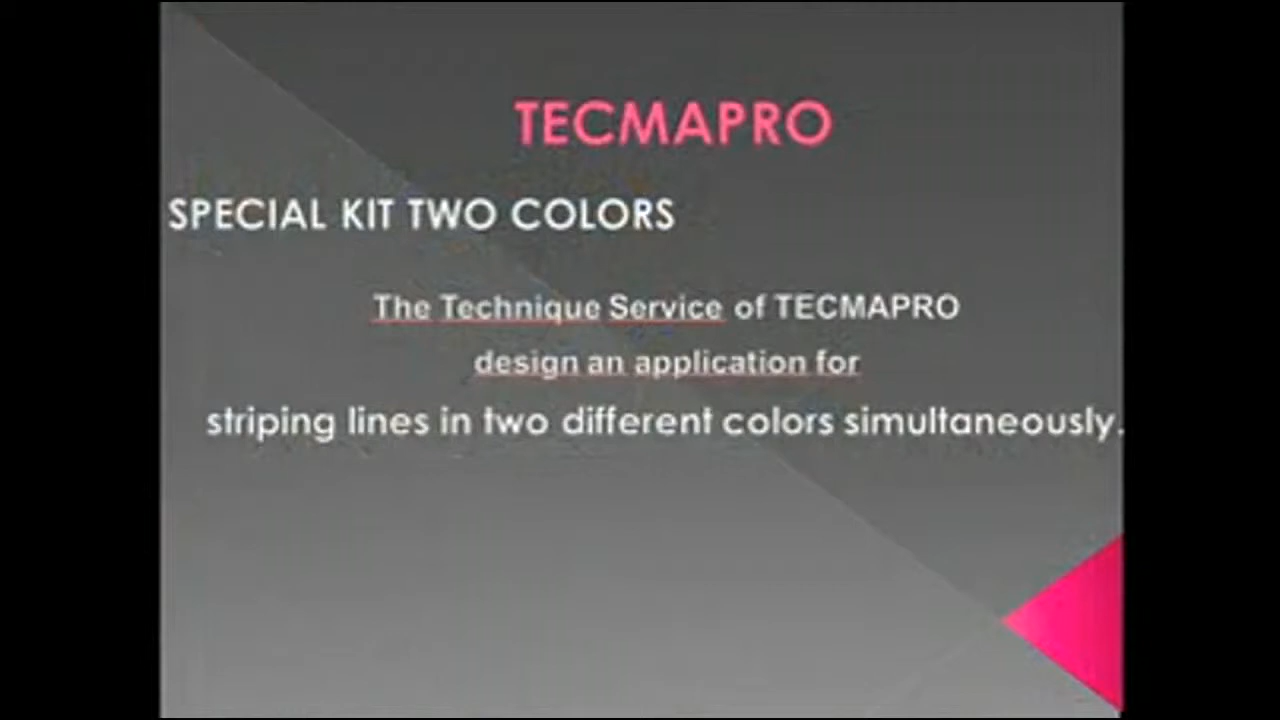 TECMAPRO
SPECIAL KIT TWO COLORS
The Technique Service of TECMAPRO
design an application for
striping lines in two different colors simultaneously.